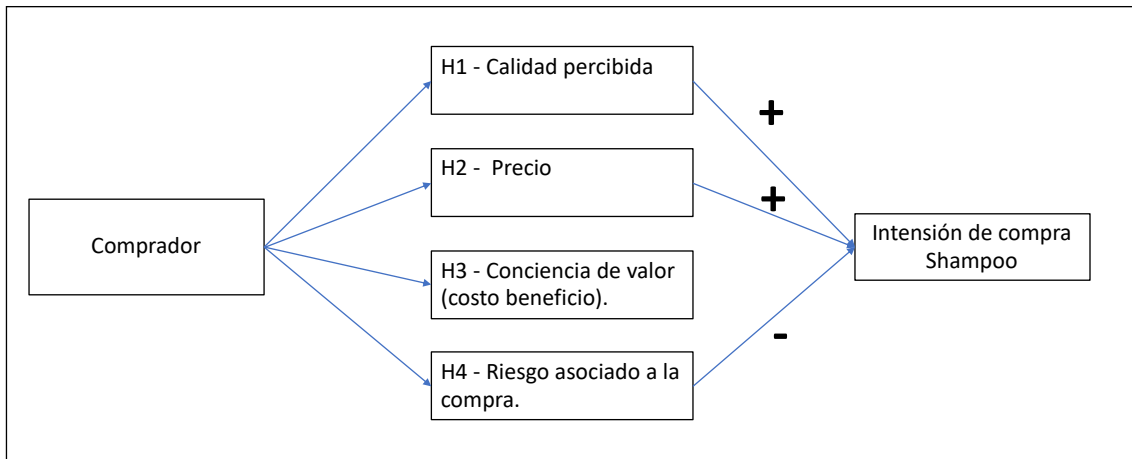 H1 - Calidad percibida
+
H2 - Precio
+
Comprador
Intensión de compra
Shampoo
H3 - Conciencia de valor
(costo beneficio).
-
H4 - Riesgo asociado a la
compra.